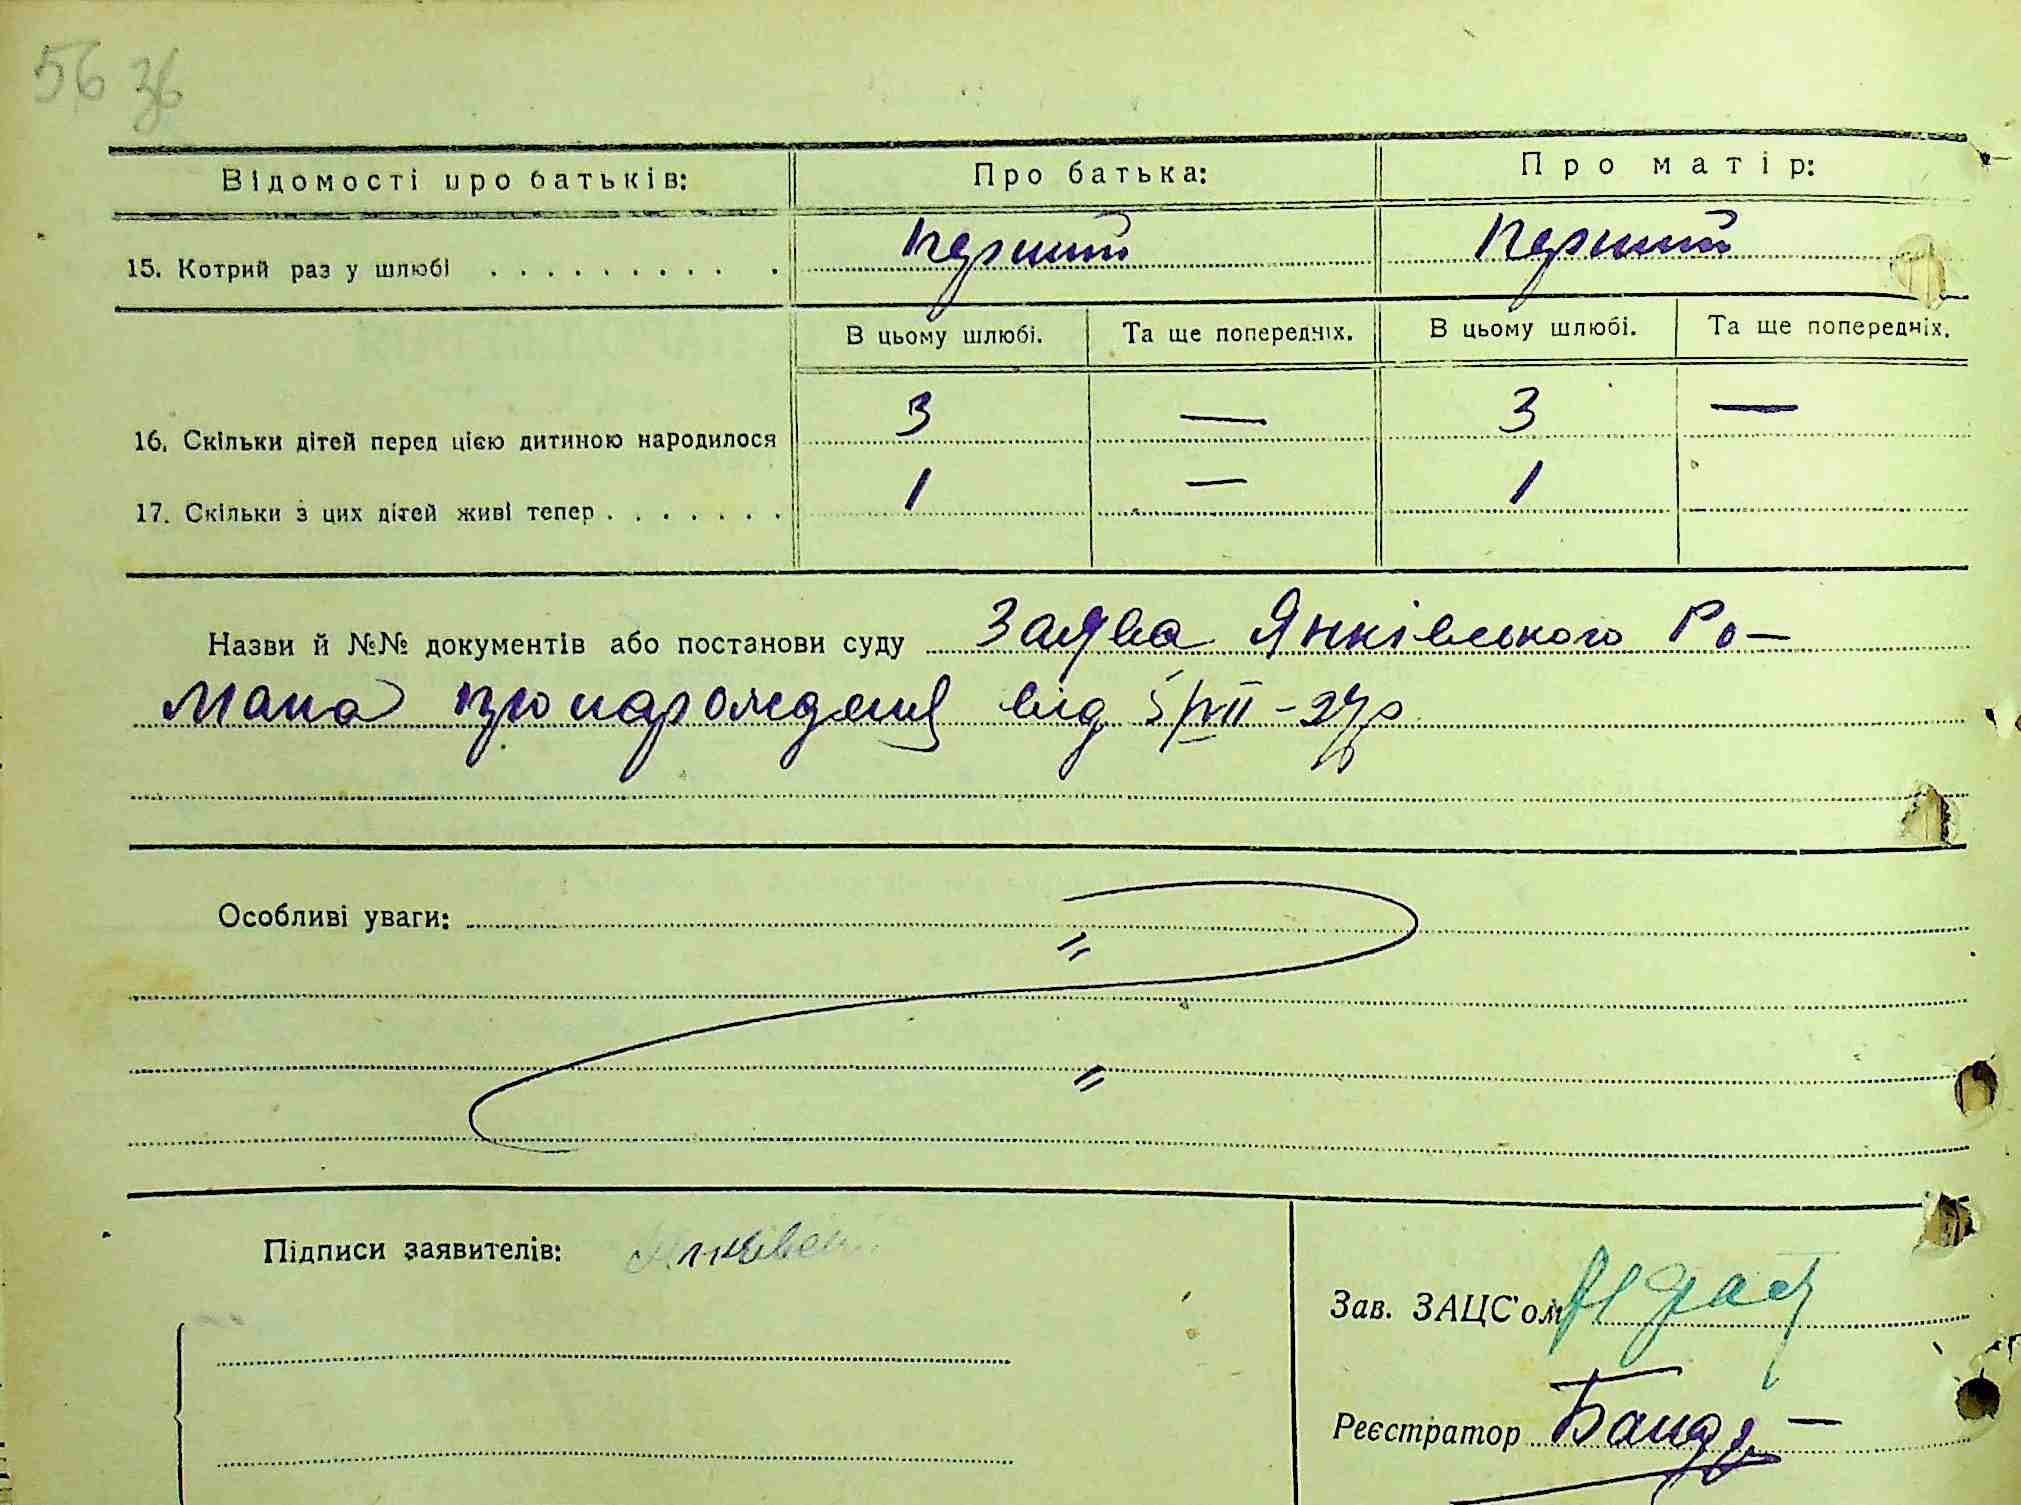 56 зв
Відомості про батьків:
Про батька:
Про матір:
15. Котрий раз у шлюбі . . . . . . . . . .
Перший
Перший
В цьому шлюбі.
Та ще попередніх.
В цьому шлюбі.
Та ще попередніх.
16. Скільки дітей перед цією дитиною народилося
3
—
3
—
17. Скільки з цих дітей живі тепер . . . . . . .
1
—
1
Назви й №№ документів або постанови суду Заява Янківського Ро-
мана про народження від 5/VII-27р
Особливі уваги:
"
"
Підписи заявителів:
Зав. ЗАЦС'ом
Реєстратор